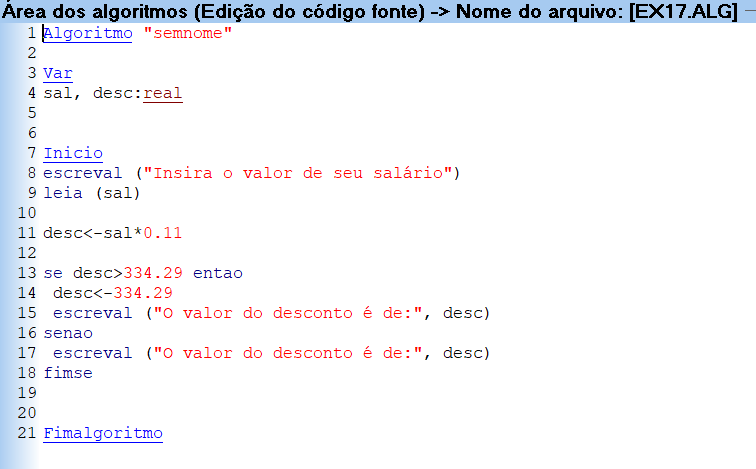 Área dos algoritmos (Edição do código fonte) -> Nome do arquivo: [EX17.ALG]
1 Algoritmo "semnome"
2
3 Var
4 sal, desc:real
5
6
7 Inicio
8 escreval ("Insira o valor de seu salário")
9 leia (sal)
10
11 desc<-sal*0.11
12
13 se desc>334.29 entao
14  desc<-334.29
15  escreval ("O valor do desconto é de:", desc)
16 senao
17  escreval ("O valor do desconto é de:", desc)
18 fimse
19
20
21 Fimalgoritmo